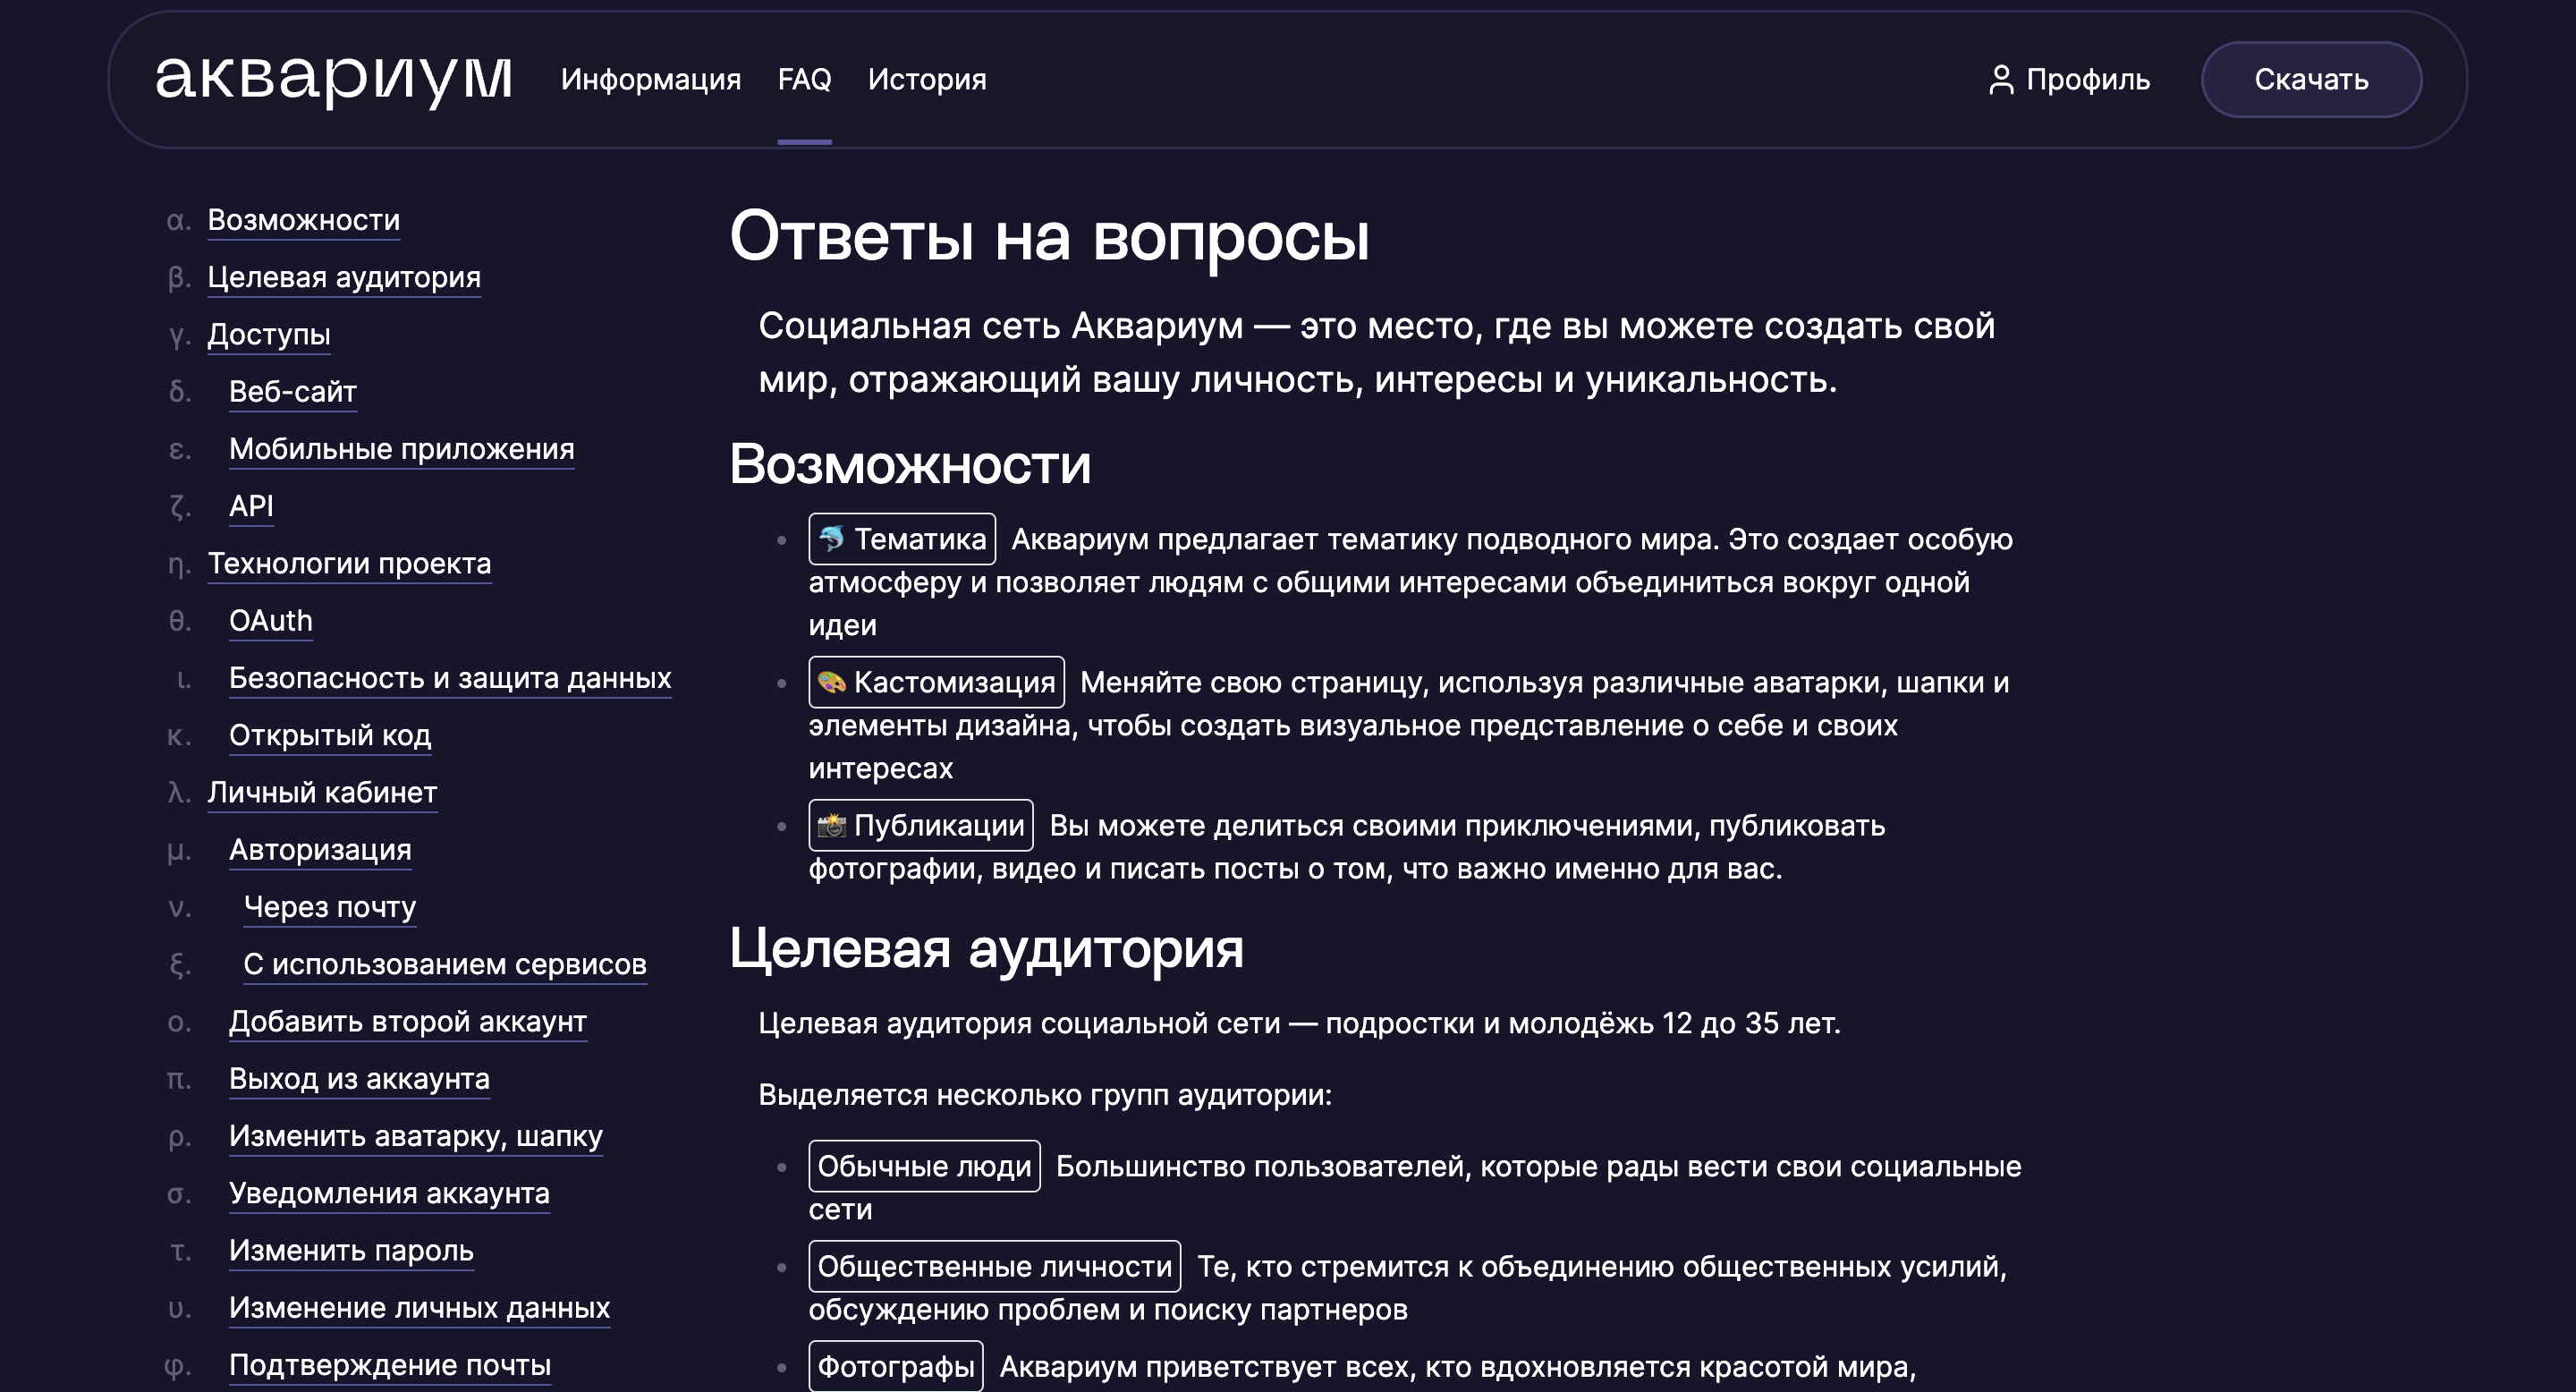 аквариум
Информация FAQ История
Профиль
Скачать
α. Возможности
β. Целевая аудитория
γ. Доступы
δ. Веб-сайт
ε. Мобильные приложения
ζ. API
η. Технологии проекта
θ. OAuth
ι. Безопасность и защита данных
κ. Открытый код
λ. Личный кабинет
μ. Авторизация
ν. Через почту
ξ. С использованием сервисов
ο. Добавить второй аккаунт
π. Выход из аккаунта
ρ. Изменить аватарку, шапку
σ. Уведомления аккаунта
τ. Изменить пароль
υ. Изменение личных данных
φ. Подтверждение почты
Ответы на вопросы
Социальная сеть Аквариум — это место, где вы можете создать свой
мир, отражающий вашу личность, интересы и уникальность.
Возможности
🐬 Тематика Аквариум предлагает тематику подводного мира. Это создает особую
атмосферу и позволяет людям с общими интересами объединиться вокруг одной
идеи
🎨 Кастомизация Меняйте свою страницу, используя различные аватарки, шапки и
элементы дизайна, чтобы создать визуальное представление о себе и своих
интересах
📸 Публикации Вы можете делиться своими приключениями, публиковать
фотографии, видео и писать посты о том, что важно именно для вас.
Целевая аудитория
Целевая аудитория социальной сети — подростки и молодёжь 12 до 35 лет.
Выделяется несколько групп аудитории:
Обычные люди Большинство пользователей, которые рады вести свои социальные
сети
Общественные личности Те, кто стремится к объединению общественных усилий,
обсуждению проблем и поиску партнеров
Фотографы Аквариум приветствует всех, кто вдохновляется красотой мира,